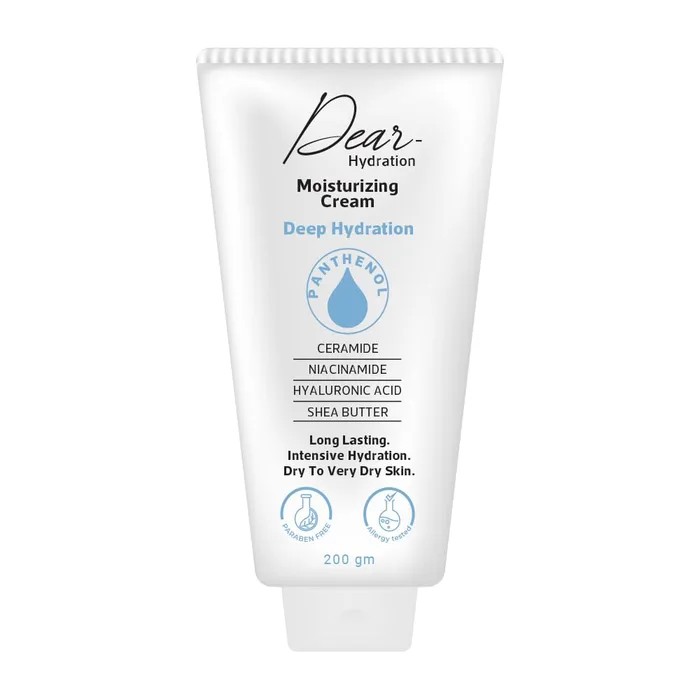 Dear-
Hydration
Moisturizing
Cream
Deep Hydration
PANTHENOL
CERAMIDE
NIACINAMIDE
HYALURONIC ACID
SHEA BUTTER
Long Lasting.
Intensive Hydration.
Dry To Very Dry Skin.
PARABEN FREE
Allergy tested
200 gm